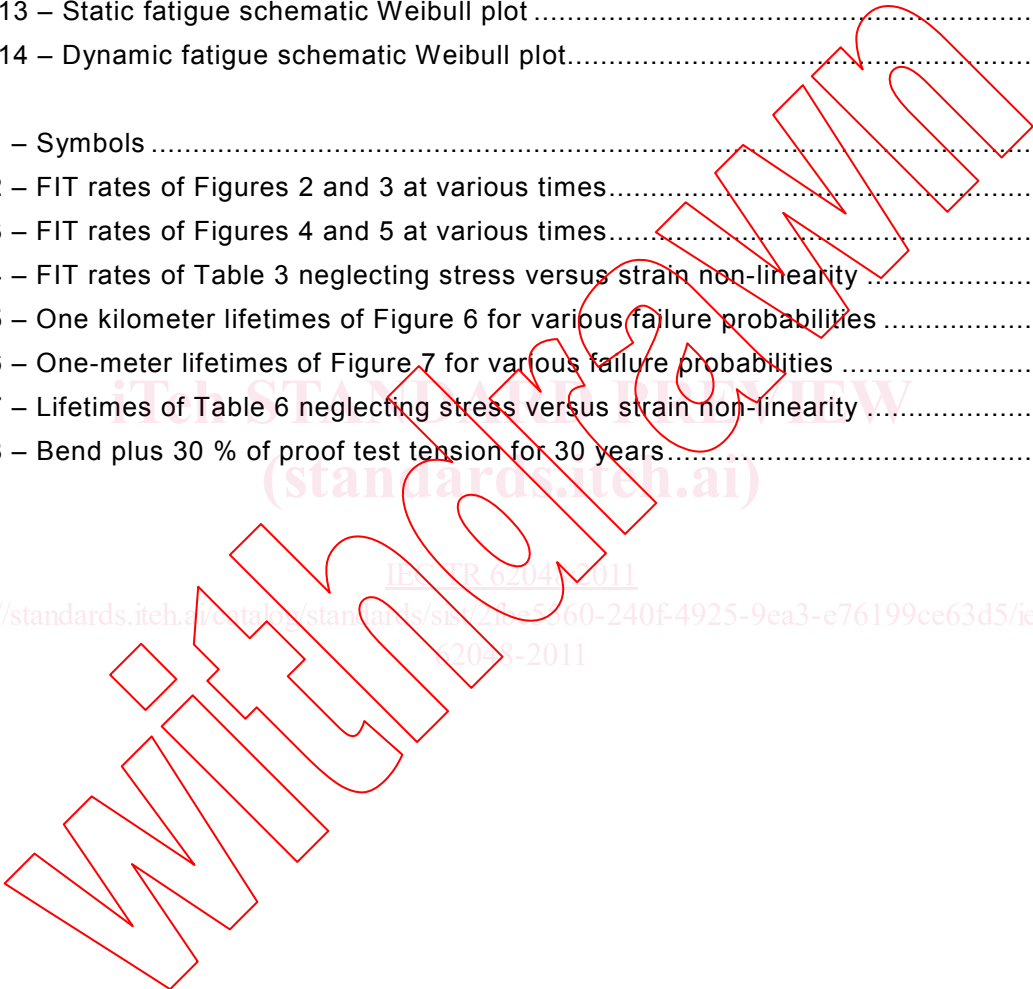 13 – Static fatigue schematic Weibull plot
14 – Dynamic fatigue schematic Weibull plot
– Symbols
2 – FIT rates of Figures 2 and 3 at various times
– FIT rates of Figures 4 and 5 at various times
– FIT rates of Table 3 neglecting stress versus strain non-linearity
– One kilometer lifetimes of Figure 6 for various failure probabilities
– One-meter lifetimes of Figure 7 for various failure probabilities
iTeh STANDARD PREVIEW
7 – Lifetimes of Table 6 neglecting stress versus strain non-linearity
– Bend plus 30 % of proof test tension for 30 years
(standards.iteh.ai)
IEC TR 62048:2011
//standards.iteh.ai/catalog/standards/sist/ 60-240f-4925-9ea3-e76199ce63d5/ie
62048-2011
withdrawn